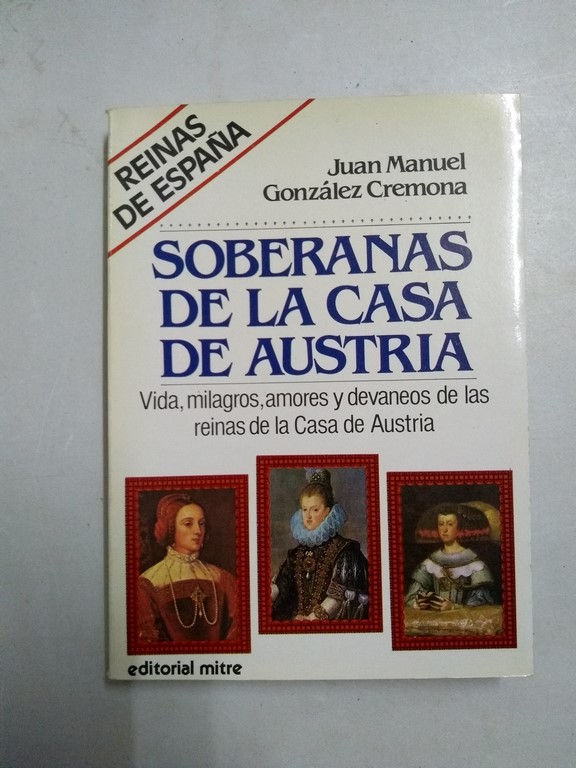 REINAS
DE ESPAÑA
Juan Manuel
González Cremona
SOBERANAS
DE LA CASA
DE AUSTRIA
Vida, milagros, amores y devaneos de las
reinas de la Casa de Austria
editorial mitre